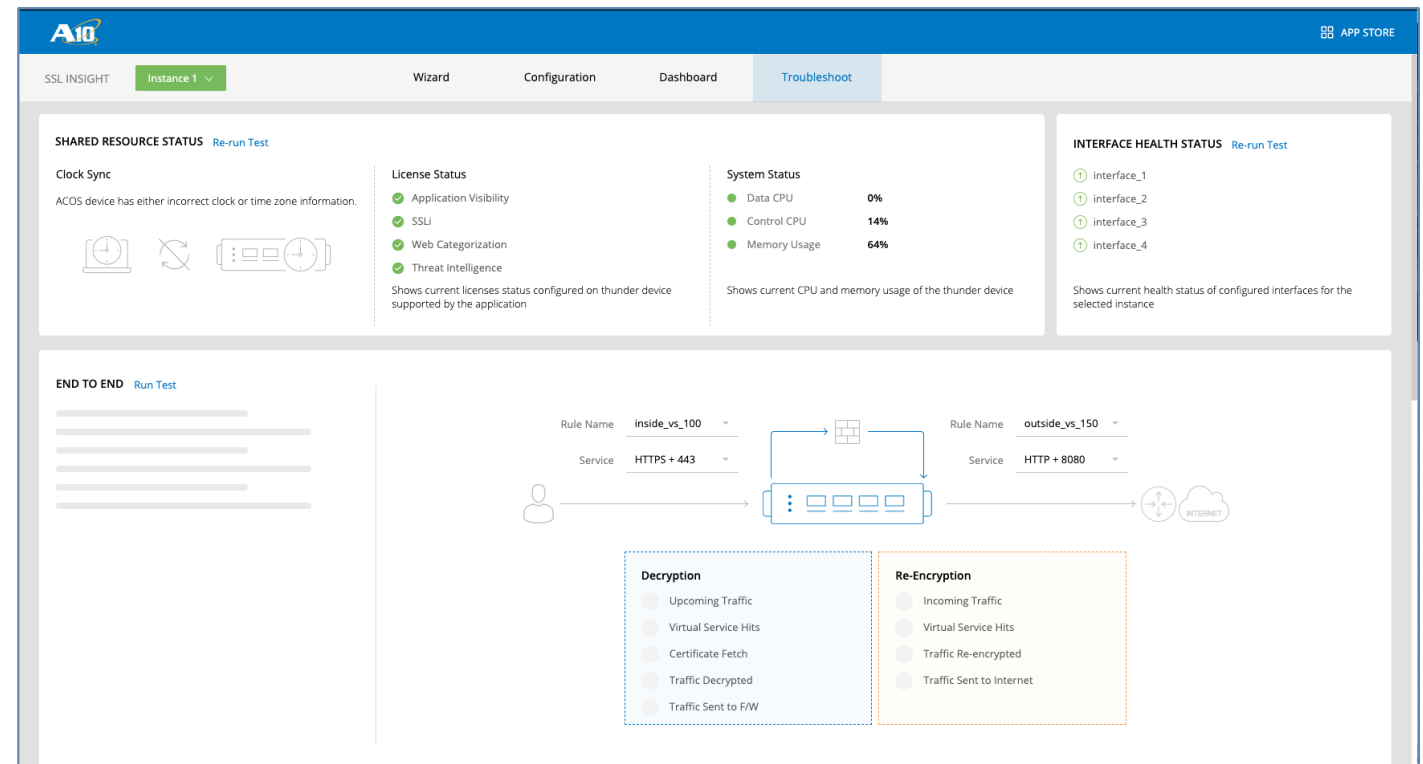 A10
APP STORE
SSL INSIGHT
Instance 1
Wizard
Configuration
Dashboard
Troubleshoot
SHARED RESOURCE STATUS Re-run Test
Clock Sync
ACOS device has either incorrect clock or time zone information.
License Status
Application Visibility
SSLi
Web Categorization
Threat Intelligence
Shows current licenses status configured on thunder device
supported by the application
System Status
Data CPU 0%
Control CPU 14%
Memory Usage 64%
Shows current CPU and memory usage of the thunder device
INTERFACE HEALTH STATUS Re-run Test
interface_1
interface_2
interface_3
interface_4
Shows current health status of configured interfaces for the
selected instance
END TO END Run Test
Rule Name inside_vs_100
Service HTTPS + 443
Rule Name outside_vs_150
Service HTTP + 8080
INTERNET
Decryption
Upcoming Traffic
Virtual Service Hits
Certificate Fetch
Traffic Decrypted
Traffic Sent to F/W
Re-Encryption
Incoming Traffic
Virtual Service Hits
Traffic Re-encrypted
Traffic Sent to Internet